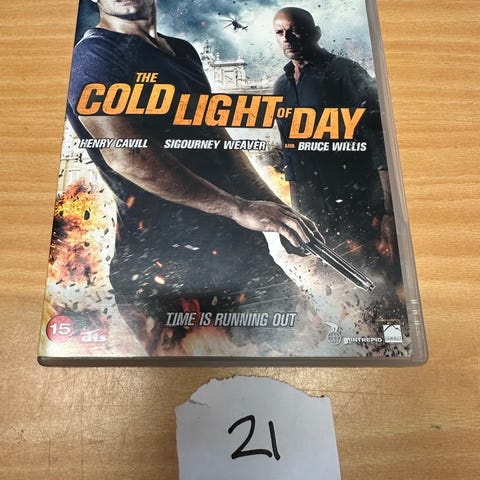 THE
COLD LIGHT OF DAY
HENRY CAVILL SIGOURNEY WEAVER AND BRUCE WILLIS
TIME IS RUNNING OUT
15
dts
INTREPID
21